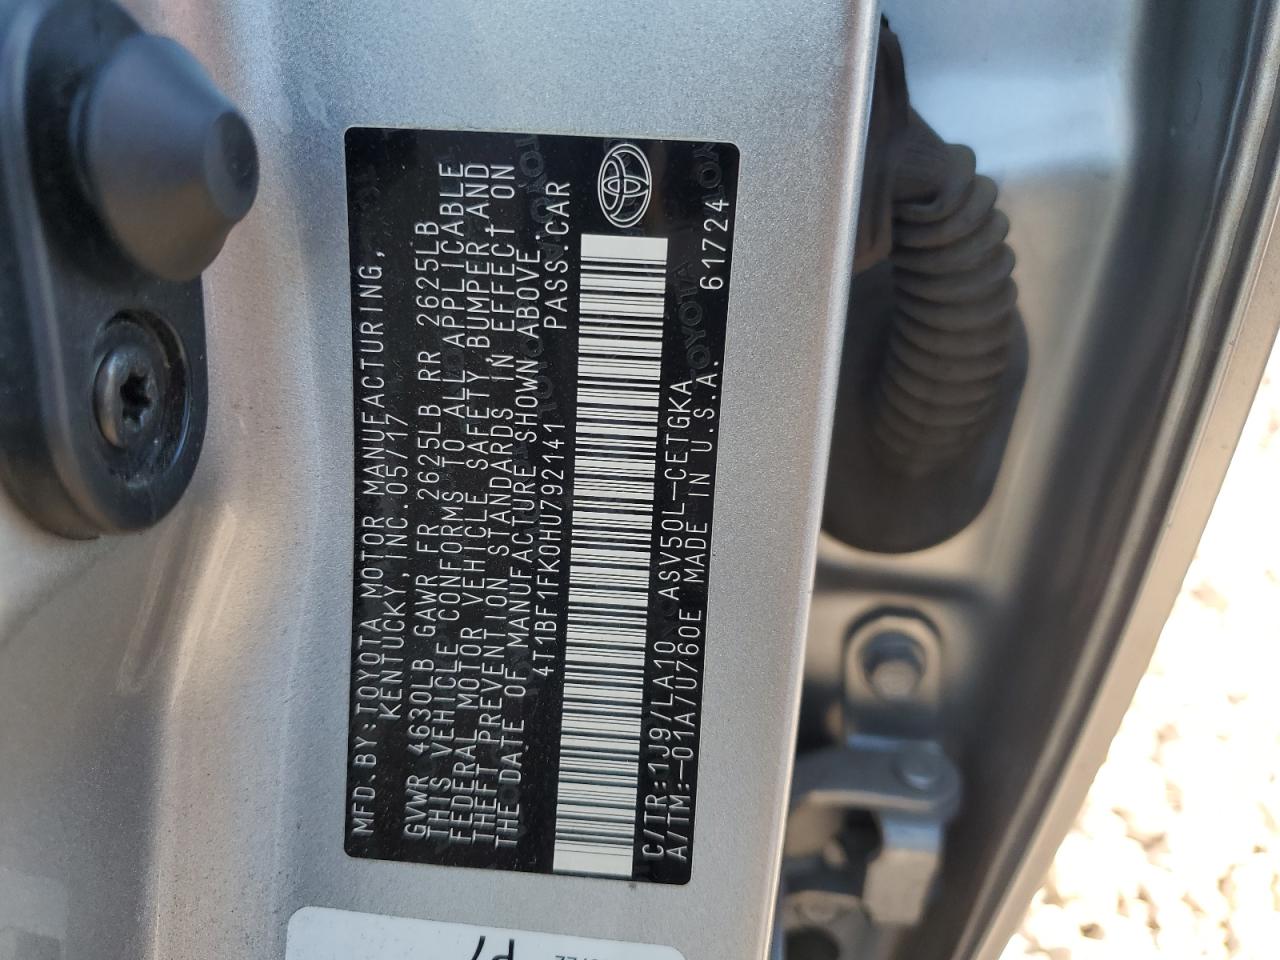 MFD.BY:TOYOTA MOTOR MANUFACTURING,
KENTUCKY,INC.05/17
GVWR 4630LB GAWR FR 2625LB RR 2625LB
THIS VEHICLE CONFORMS TO ALL APPLICABLE
FEDERAL MOTOR VEHICLE SAFETY,BUMPER,AND
THEFT PREVENTION STANDARDS IN EFFECT ON
THE DATE OF MANUFACTURE SHOWN ABOVE.
4T1BF1FK0HU792141 PASS.CAR
C/TR:1J9/LA10 ASV50L-CETGKA
A/TM:-01A/U760E MADE IN U.S.A. 61724
TOYOTA
P7